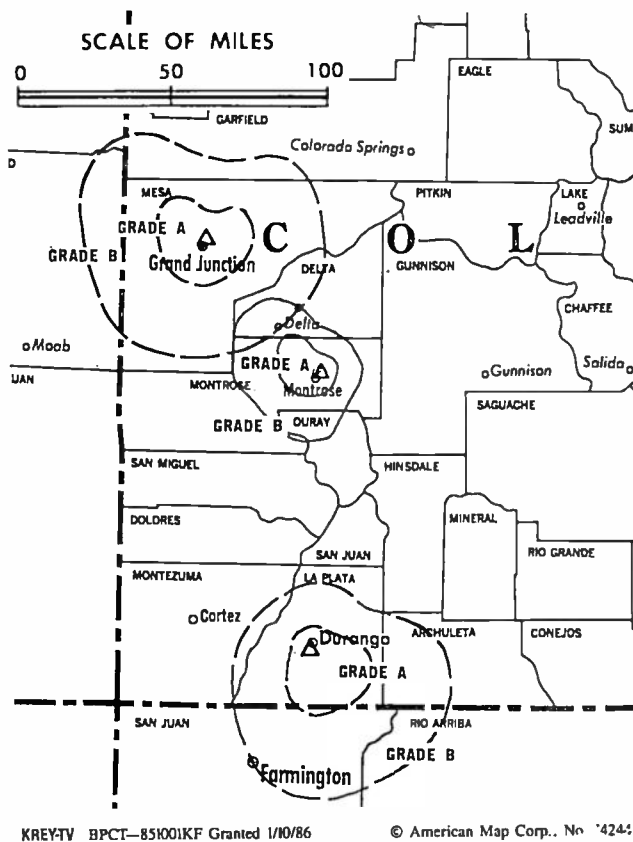 SCALE OF MILES
0 50 100
GARFIELD
EAGLE
Colorado Springs
SUM
D
MESA
PITKIN
LAKE
Leadville
GRADE A
GRADE B
C O L
Grand Junction
DELTA
GUNNISON
CHAFFEE
Delta
Moab
GRADE A
UAN
MONTROSE
Montrose
Gunnison
Salida
GRADE B
OURAY
SAGUACHE
SAN MIGUEL
HINSDALE
DOLORES
MINERAL
SAN JUAN
RIO GRANDE
MONTEZUMA
LA PLATA
Cortez
Durango
ARCHULETA
CONEJOS
GRADE A
SAN JUAN
RIO ARRIBA
GRADE B
Farmington
KREY-TV BPCT—851001KF Granted 1/10/86
© American Map Corp., No